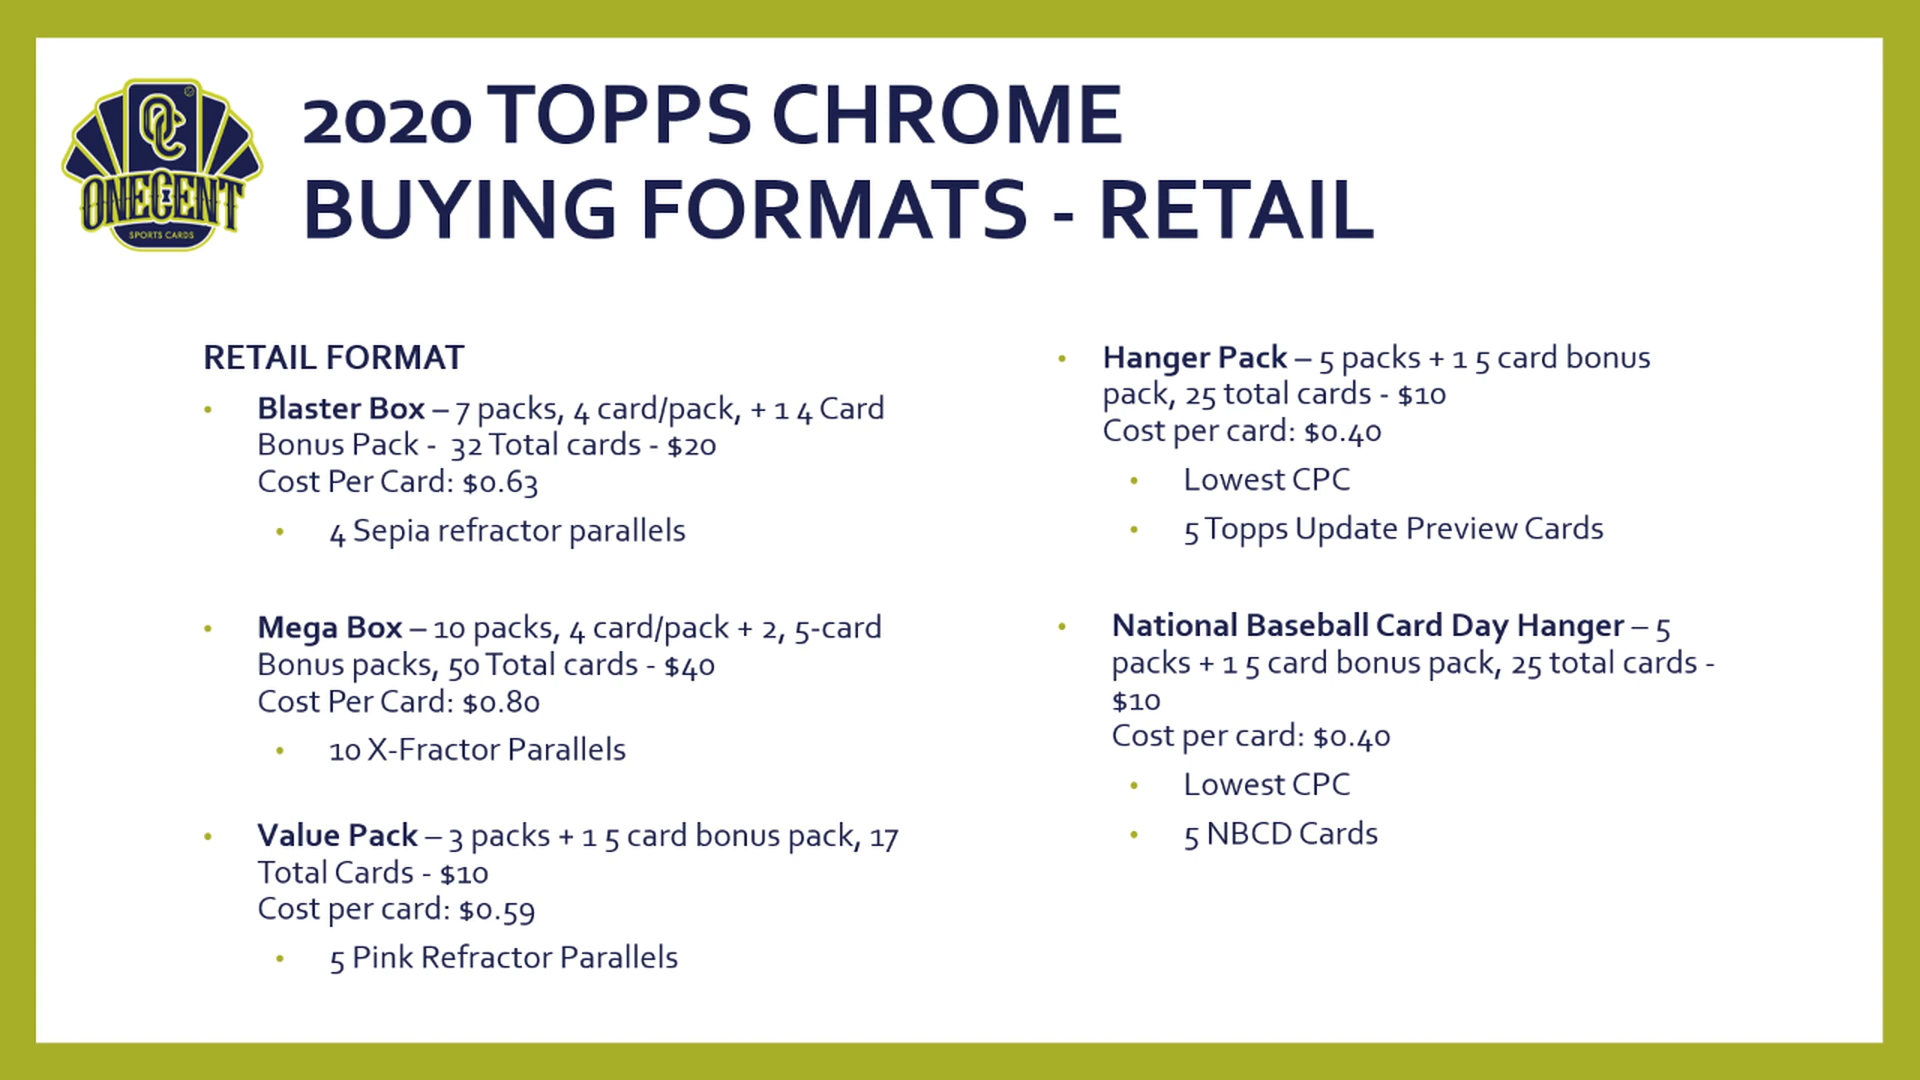 OC
ONECENT
SPORTS CARDS
2020 TOPPS CHROME
BUYING FORMATS - RETAIL
RETAIL FORMAT
• Blaster Box – 7 packs, 4 card/pack, + 1 4 Card
Bonus Pack - 32 Total cards - $20
Cost Per Card: $0.63
• 4 Sepia refractor parallels
• Mega Box – 10 packs, 4 card/pack + 2, 5-card
Bonus packs, 50 Total cards - $40
Cost Per Card: $0.80
• 10 X-Fractor Parallels
• Value Pack – 3 packs + 1 5 card bonus pack, 17
Total Cards - $10
Cost per card: $0.59
• 5 Pink Refractor Parallels
• Hanger Pack – 5 packs + 1 5 card bonus
pack, 25 total cards - $10
Cost per card: $0.40
• Lowest CPC
• 5 Topps Update Preview Cards
• National Baseball Card Day Hanger – 5
packs + 1 5 card bonus pack, 25 total cards -
$10
Cost per card: $0.40
• Lowest CPC
• 5 NBCD Cards